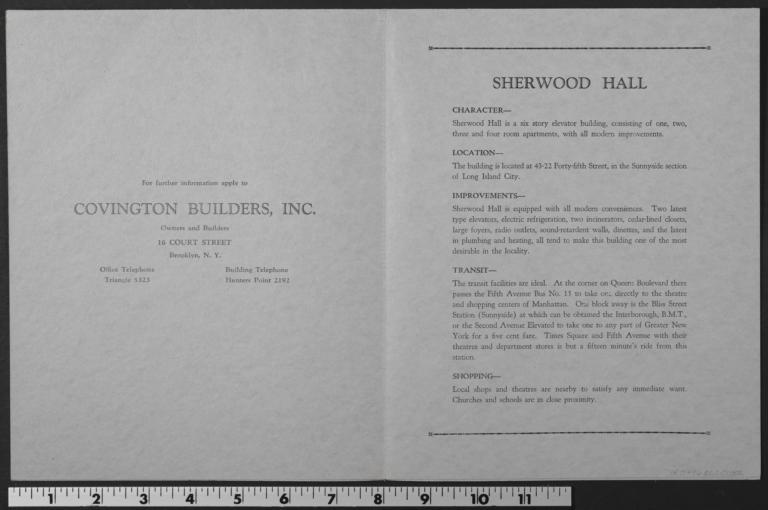 For further information apply to
COVINGTON BUILDERS, INC.
Owners and Builders
16 COURT STREET
Brooklyn, N. Y.
Office Telephone
Triangle 5323
Building Telephone
Hunters Point 2192
SHERWOOD HALL
CHARACTER—
Sherwood Hall is a six story elevator building, consisting of one, two,
three and four room apartments, with all modern improvements.
LOCATION—
The building is located at 43-22 Forty-fifth Street, in the Sunnyside section
of Long Island City.
IMPROVEMENTS—
Sherwood Hall is equipped with all modern conveniences. Two latest
type elevators, electric refrigeration, two incinerators, cedar-lined closets,
large foyers, radio outlets, sound-retardent walls, dinettes, and the latest
in plumbing and heating, all tend to make this building one of the most
desirable in the locality.
TRANSIT—
The transit facilities are ideal. At the corner on Queens Boulevard there
passes the Fifth Avenue Bus No. 15 to take one directly to the theatre
and shopping centers of Manhattan. One block away is the Bliss Street
Station (Sunnyside) at which can be obtained the Interborough, B.M.T.,
or the Second Avenue Elevated to take one to any part of Greater New
York for a five cent fare. Times Square and Fifth Avenue with their
theatres and department stores is but a fifteen minute's ride from this
station.
SHOPPING—
Local shops and theatres are nearby to satisfy any immediate want.
Churches and schools are in close proximity.
1 2 3 4 5 6 7 8 9 10 11